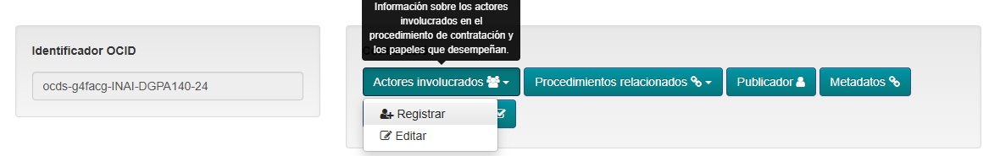 Información sobre los actores
involucrados en el
procedimiento de contratación y
los papeles que desempeñan.
Identificador OCID
ocds-g4facg-INAI-DGPA140-24
Actores involucrados
Procedimientos relacionados
Publicador
Metadatos
Registrar
Editar